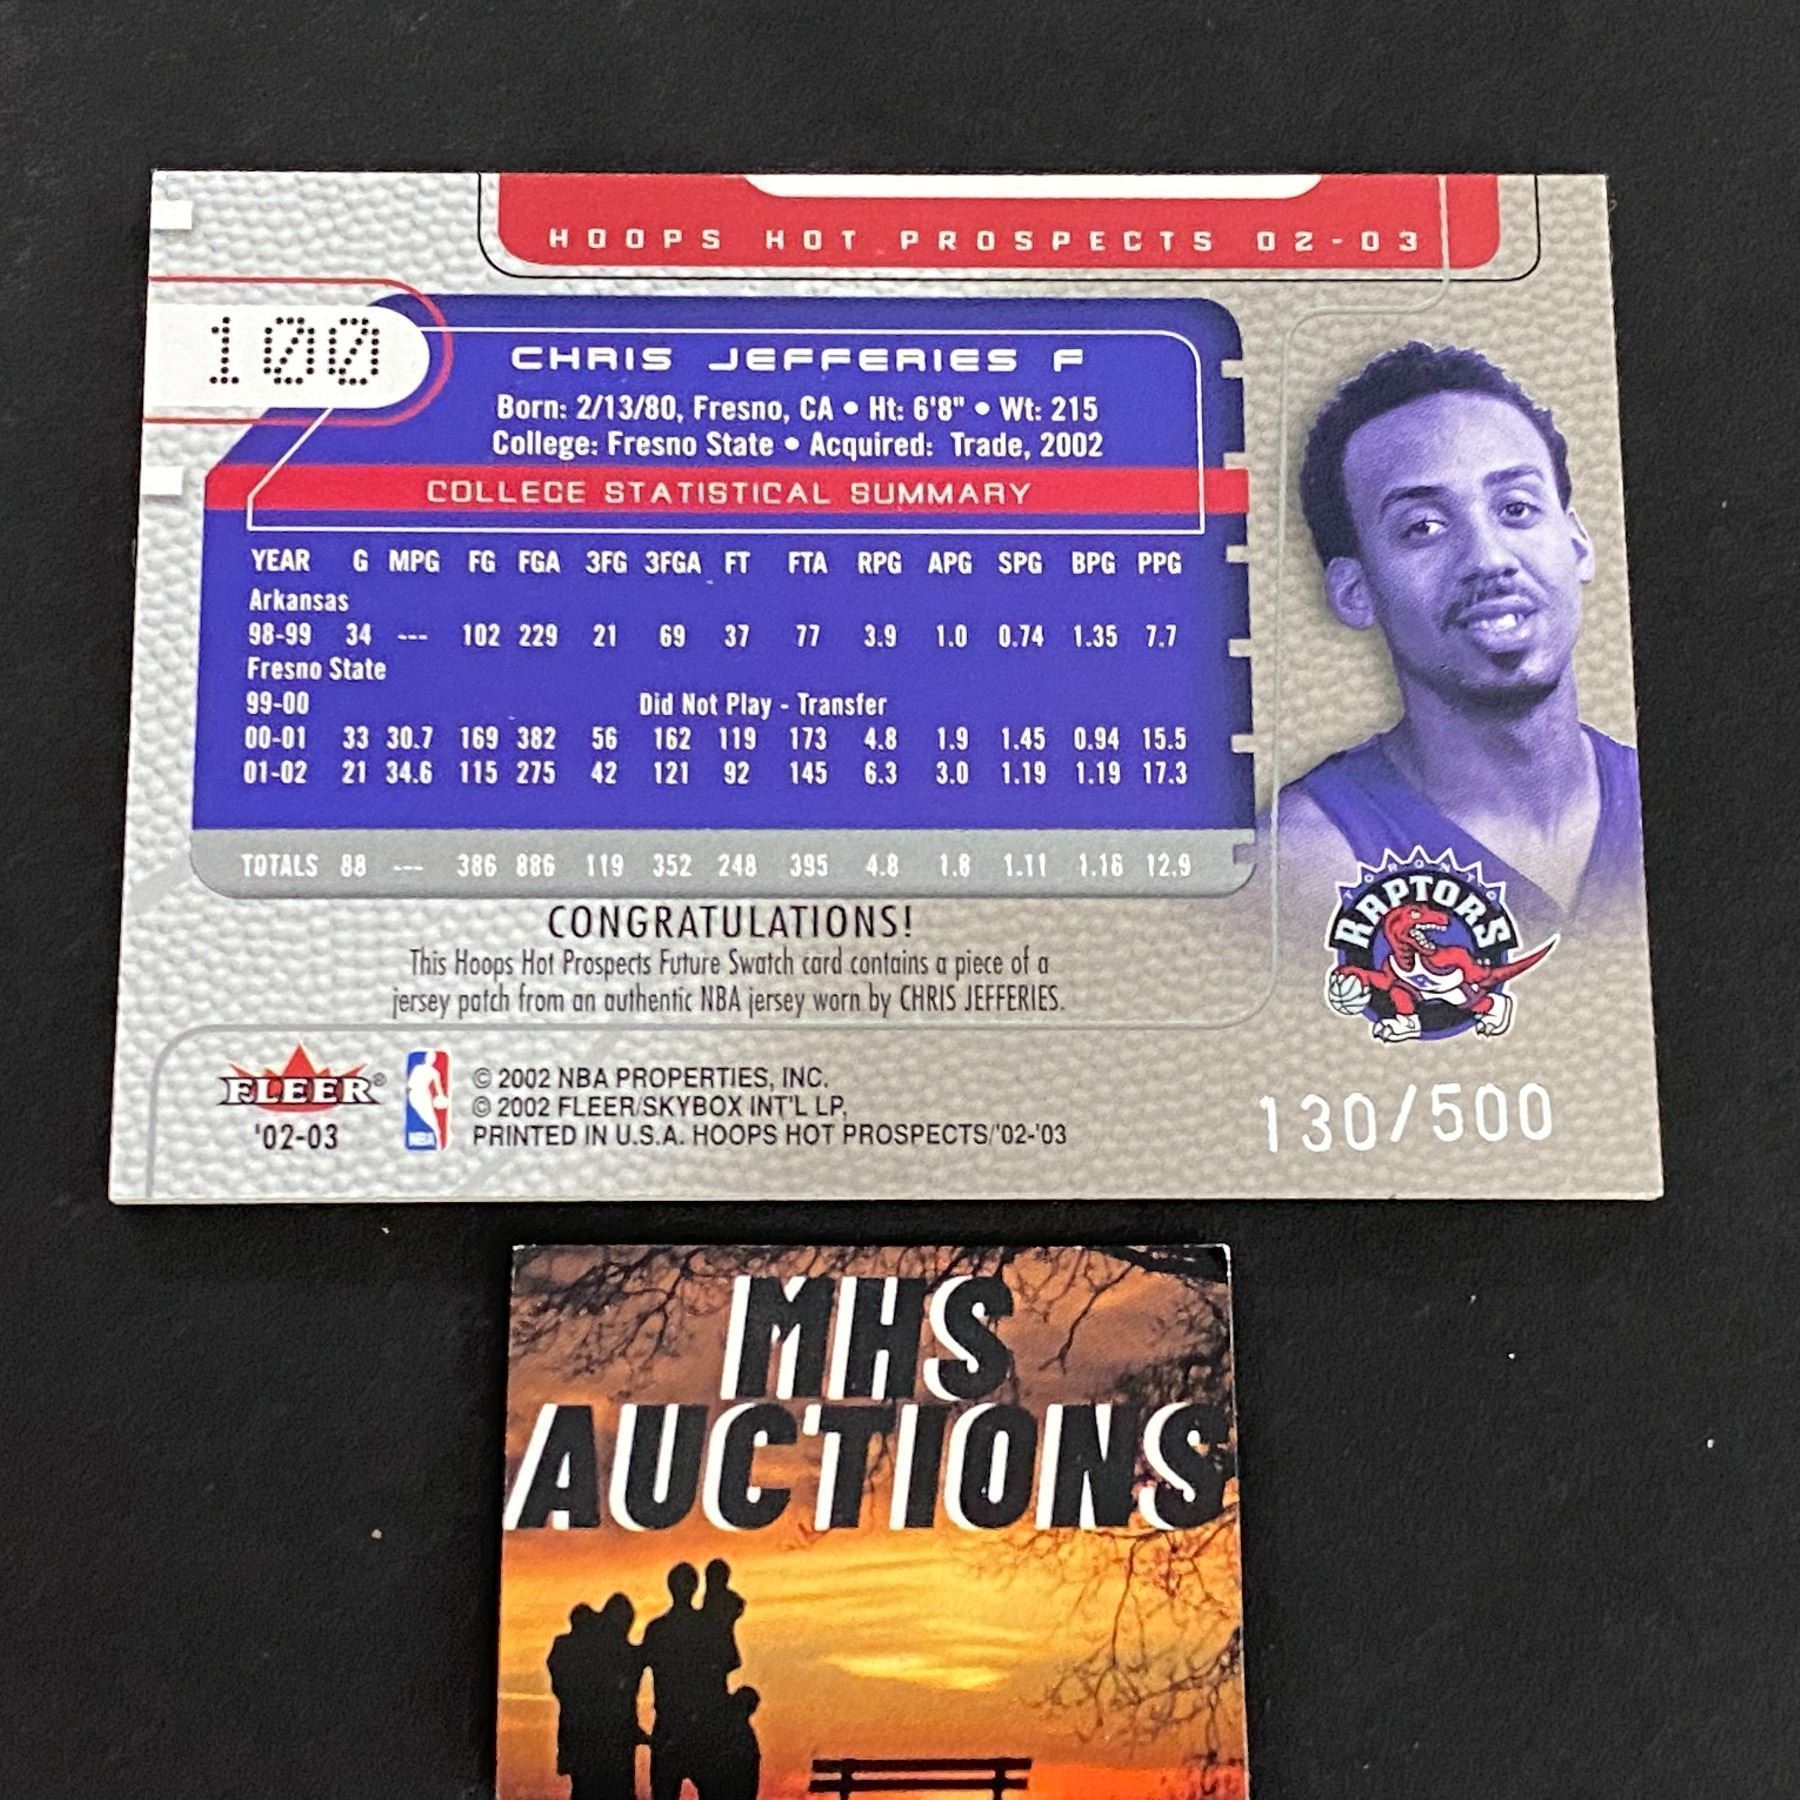 HOOPS HOT PROSPECTS 02-03
100
CHRIS JEFFERIES F
Born: 2/13/80, Fresno, CA • Ht: 6'8" • Wt: 215
College: Fresno State • Acquired: Trade, 2002
COLLEGE STATISTICAL SUMMARY
YEAR G MPG FG FGA 3FG 3FGA FT FTA RPG APG SPG BPG PPG
Arkansas
98-99 34 --- 102 229 21 69 37 77 3.9 1.0 0.74 1.35 7.7
Fresno State
99-00 Did Not Play - Transfer
00-01 33 30.7 169 382 56 162 119 173 4.8 1.9 1.45 0.94 15.5
01-02 21 34.6 115 275 42 121 92 145 6.3 3.0 1.19 1.19 17.3
TOTALS 88 --- 386 886 119 352 248 395 4.8 1.8 1.11 1.16 12.9
TORONTO
RAPTORS
CONGRATULATIONS!
This Hoops Hot Prospects Future Swatch card contains a piece of a
jersey patch from an authentic NBA jersey worn by CHRIS JEFFERIES.
FLEER®
'02-03
NBA
© 2002 NBA PROPERTIES, INC.
© 2002 FLEER/SKYBOX INT'L LP,
PRINTED IN U.S.A. HOOPS HOT PROSPECTS/'02-'03
130/500
MHS
AUCTIONS